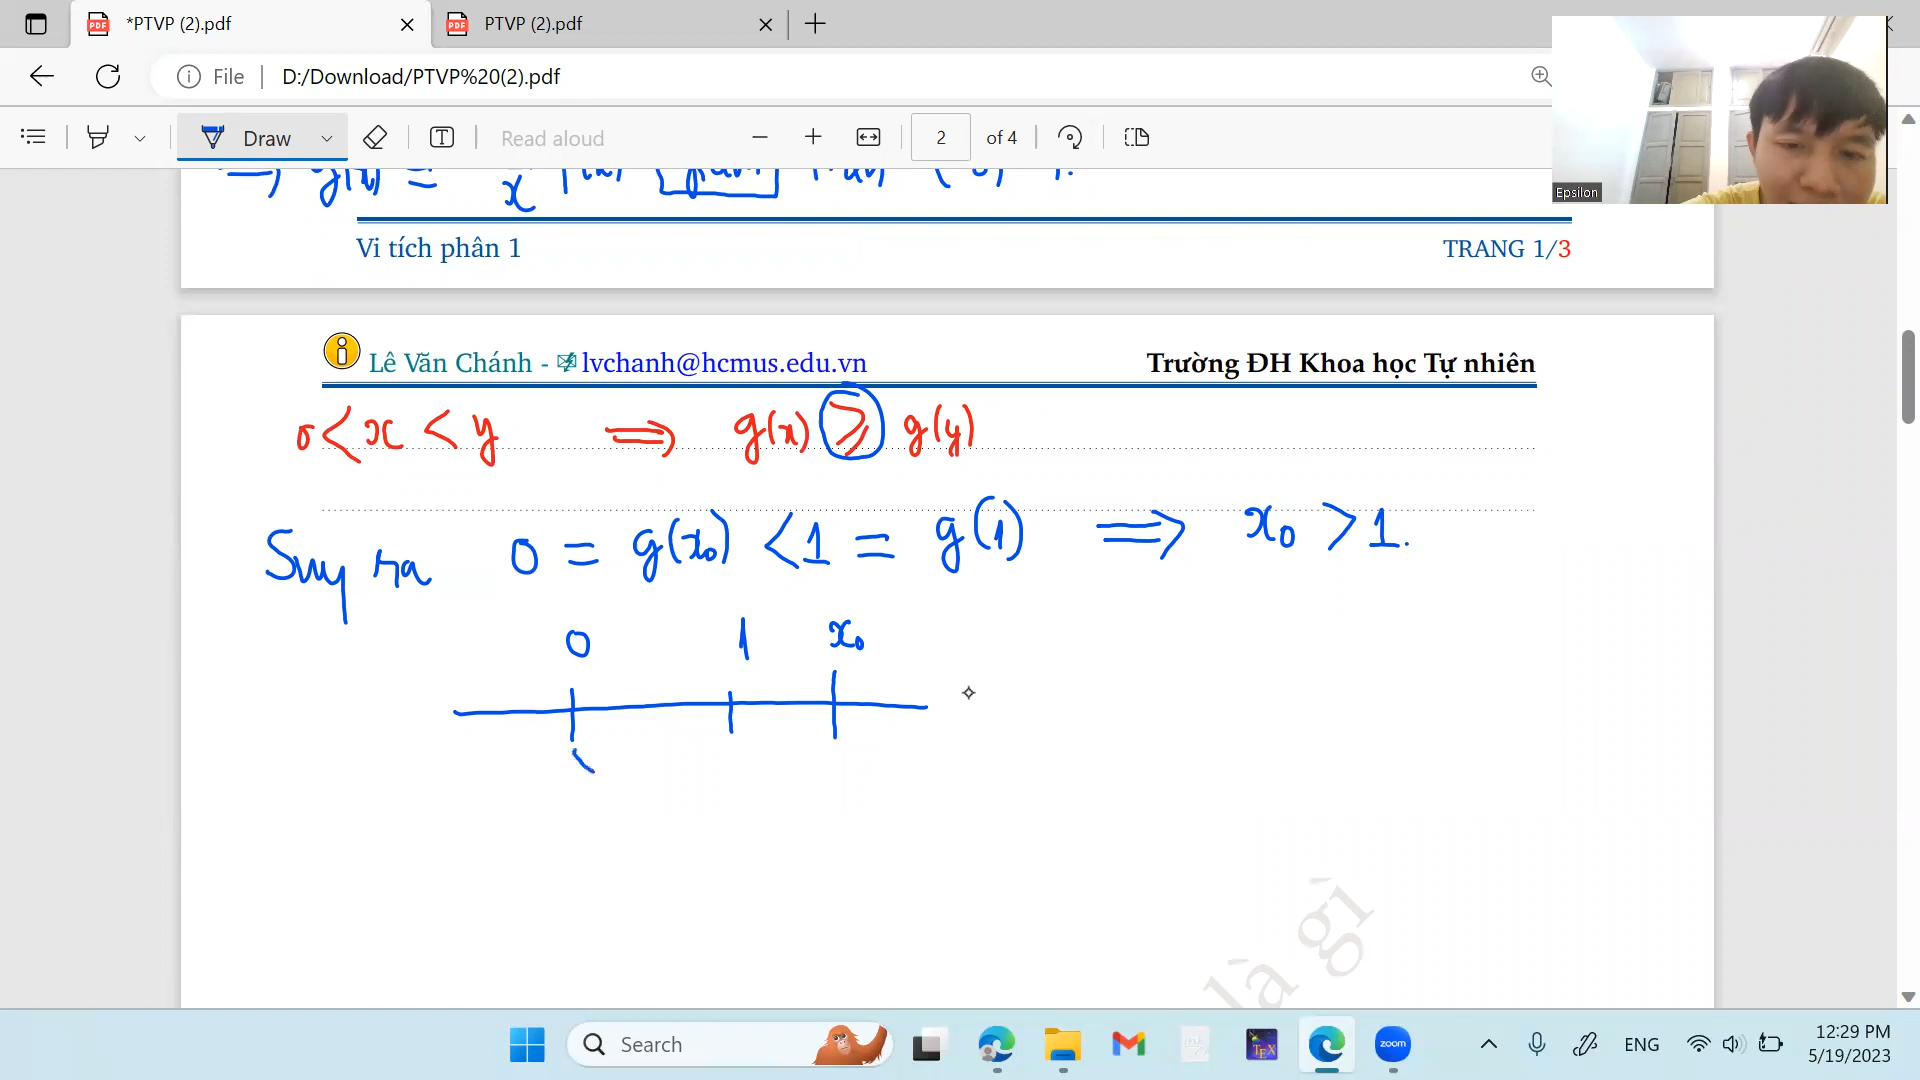 *PTVP (2).pdf
PTVP (2).pdf
File
D:/Download/PTVP%20(2).pdf
Draw
Read aloud
2 of 4
Epsilon
Vi tích phân 1
TRANG 1/3
Lê Văn Chánh - lvchanh@hcmus.edu.vn
Trường ĐH Khoa học Tự nhiên
0 < x < y ⟹ g(x) ⩾ g(y)
Suy ra 0 = g(x₀) < 1 = g(1) ⟹ x₀ > 1.
0 1 x₀
là gì
Search
zoom
ENG
12:29 PM
5/19/2023